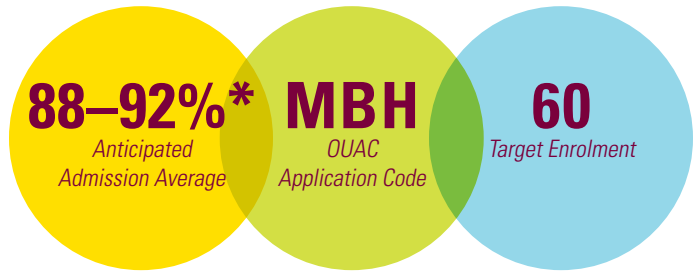 88–92%*
Anticipated
Admission Average
MBH
OUAC
Application Code
60
Target Enrolment